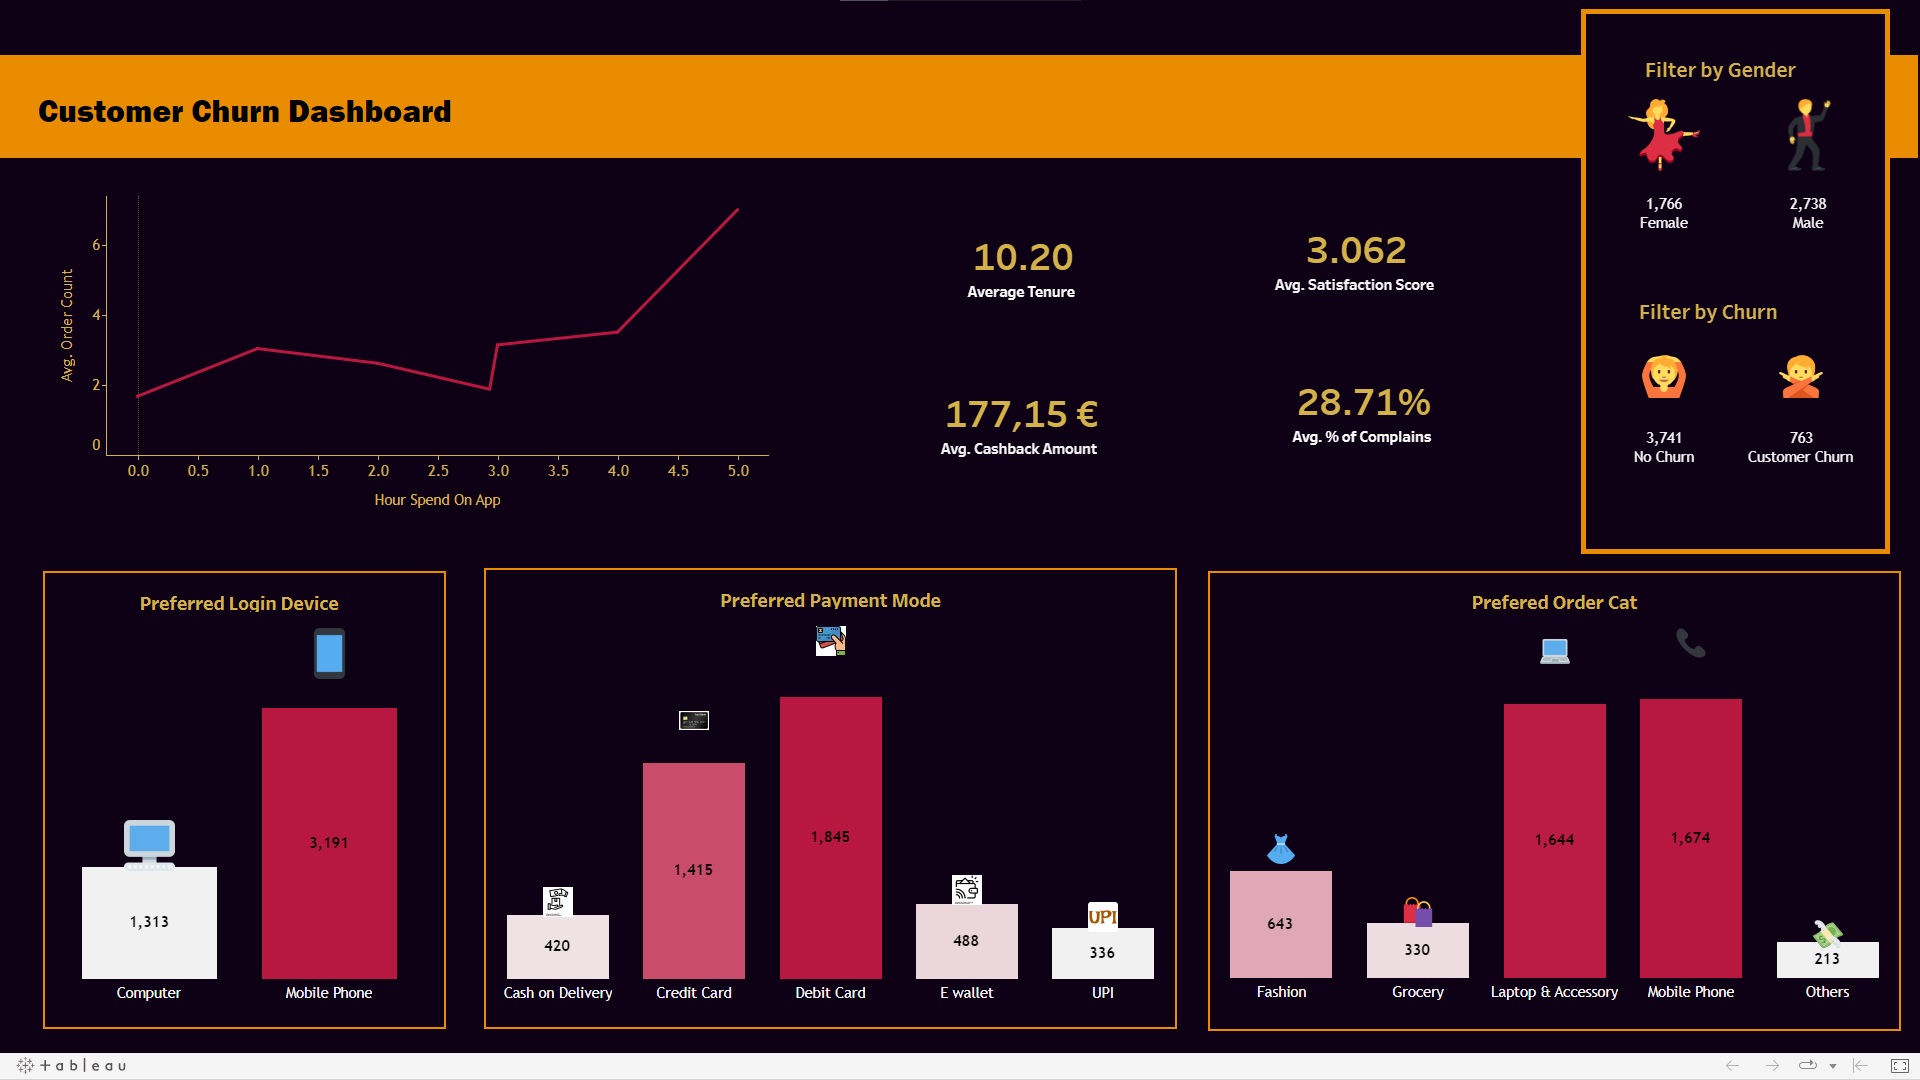 Customer Churn Dashboard
Filter by Gender
1,766
Female
2,738
Male
Filter by Churn
3,741
No Churn
763
Customer Churn
Avg. Order Count
6
4
2
0
0.0 0.5 1.0 1.5 2.0 2.5 3.0 3.5 4.0 4.5 5.0
Hour Spend On App
10.20
Average Tenure
3.062
Avg. Satisfaction Score
177,15 €
Avg. Cashback Amount
28.71%
Avg. % of Complains
Preferred Login Device
1,313
3,191
Computer Mobile Phone
Preferred Payment Mode
420
1,415
1,845
488
UPI
336
Cash on Delivery Credit Card Debit Card E wallet UPI
Prefered Order Cat
643
330
1,644
1,674
213
Fashion Grocery Laptop & Accessory Mobile Phone Others
+ a b l e a u